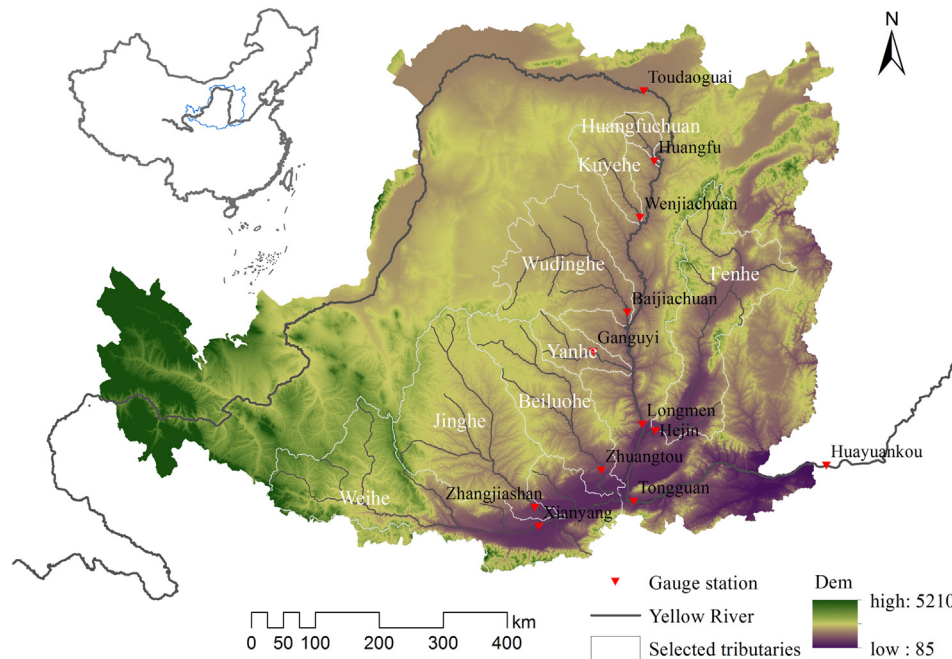 N
Toudaoguai
Huangfuchuan
Huangfu
Kuyehe
Wenjiachuan
Wudinghe
Fenhe
Baijiachuan
Ganguyi
Yanhe
Beiluohe
Jinghe
Longmen
Hejin
Huayuankou
Zhuangtou
Weihe
Zhangjiashan
Tongguan
Xianyang
Gauge station
Dem
high: 5210
Yellow River
km
0 50 100 200 300 400
Selected tributaries
low : 85